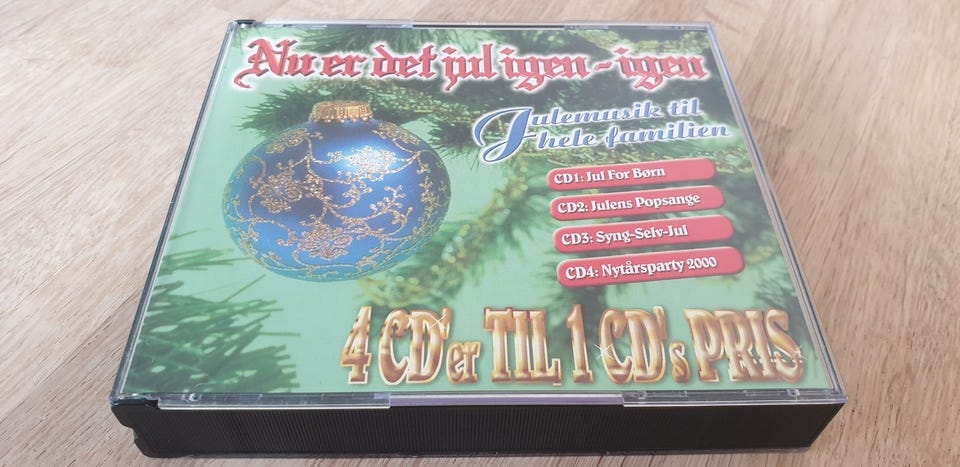 Nu er det jul igen - igen
Julemusik til
hele familien
CD1: Jul For Børn
CD2: Julens Popsange
CD3: Syng-Selv-Jul
CD4: Nytårsparty 2000
4 CD'er TIL 1 CD's PRIS